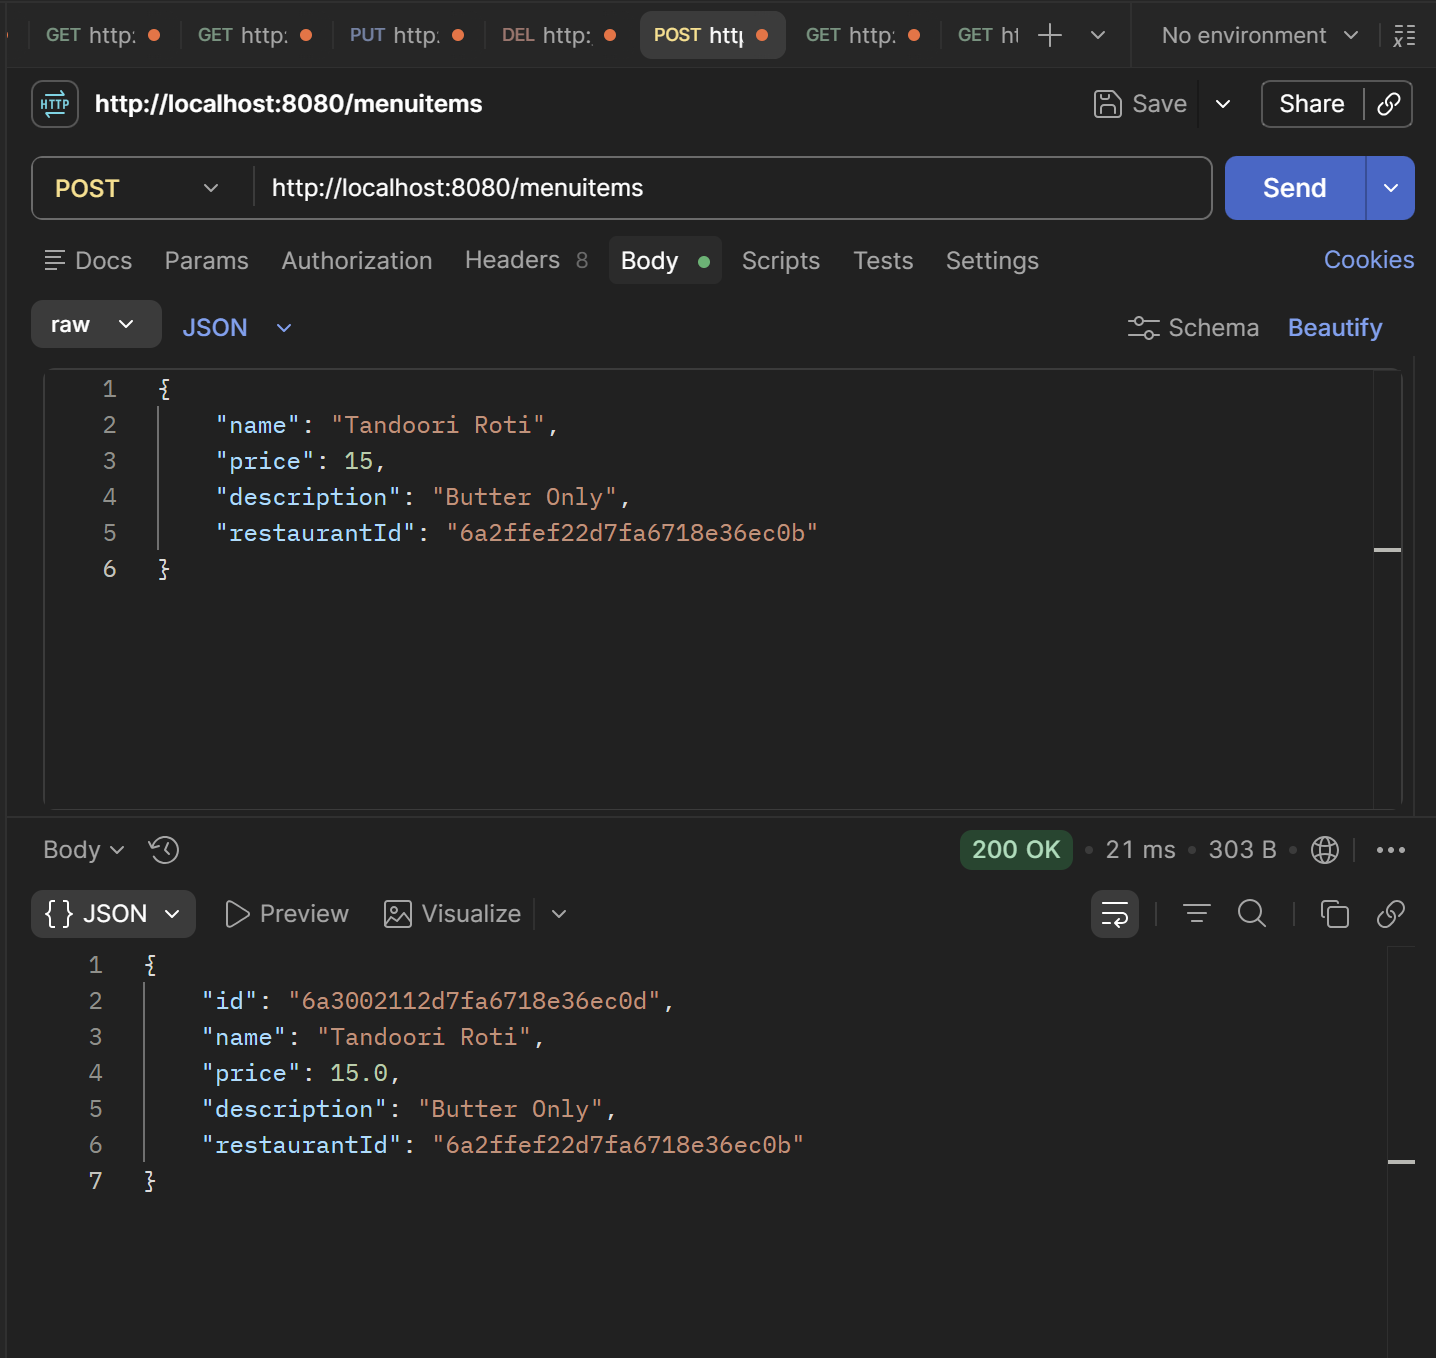 GET http: GET http: PUT http: DEL http: POST http GET http: GET ht No environment
HTTP http://localhost:8080/menuitems Save Share
POST http://localhost:8080/menuitems Send
Docs Params Authorization Headers 8 Body Scripts Tests Settings Cookies
raw JSON Schema Beautify
1 {
2 "name": "Tandoori Roti",
3 "price": 15,
4 "description": "Butter Only",
5 "restaurantId": "6a2ffef22d7fa6718e36ec0b"
6 }
Body 200 OK • 21 ms • 303 B •
{} JSON Preview Visualize
1 {
2 "id": "6a3002112d7fa6718e36ec0d",
3 "name": "Tandoori Roti",
4 "price": 15.0,
5 "description": "Butter Only",
6 "restaurantId": "6a2ffef22d7fa6718e36ec0b"
7 }